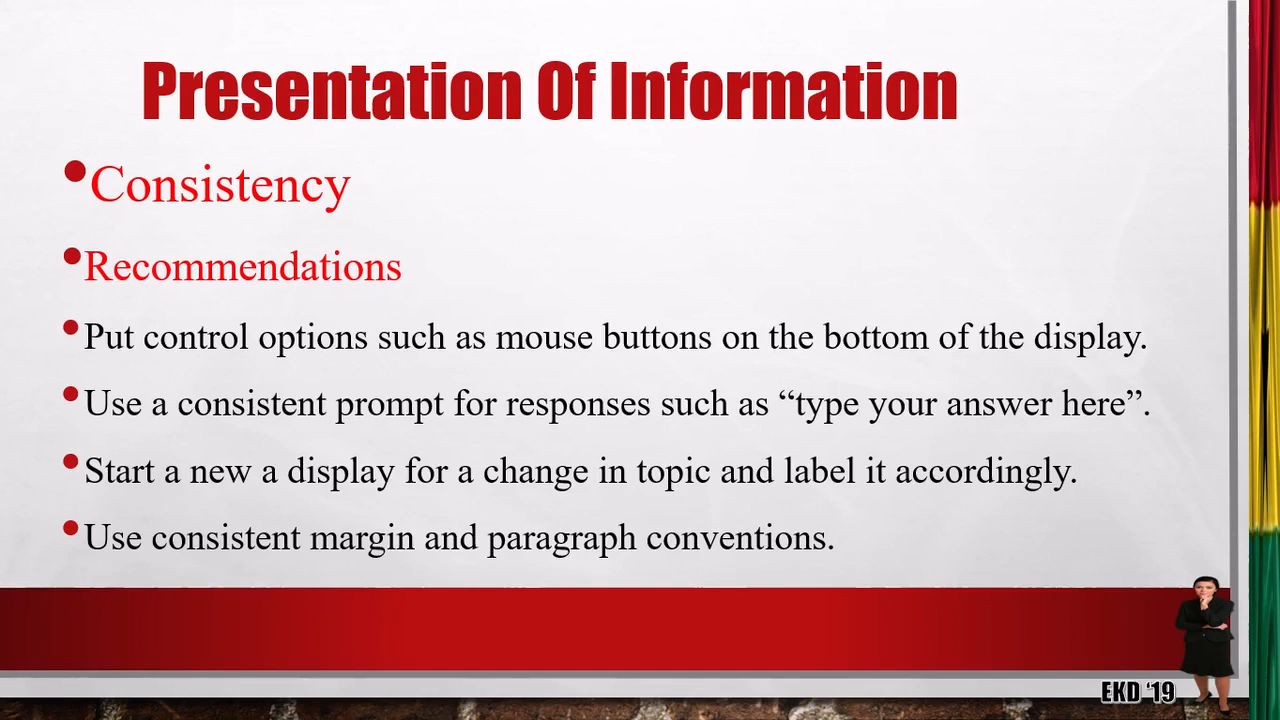 Presentation Of Information
•Consistency
•Recommendations
•Put control options such as mouse buttons on the bottom of the display.
•Use a consistent prompt for responses such as “type your answer here”.
•Start a new a display for a change in topic and label it accordingly.
•Use consistent margin and paragraph conventions.
EKD ‘19